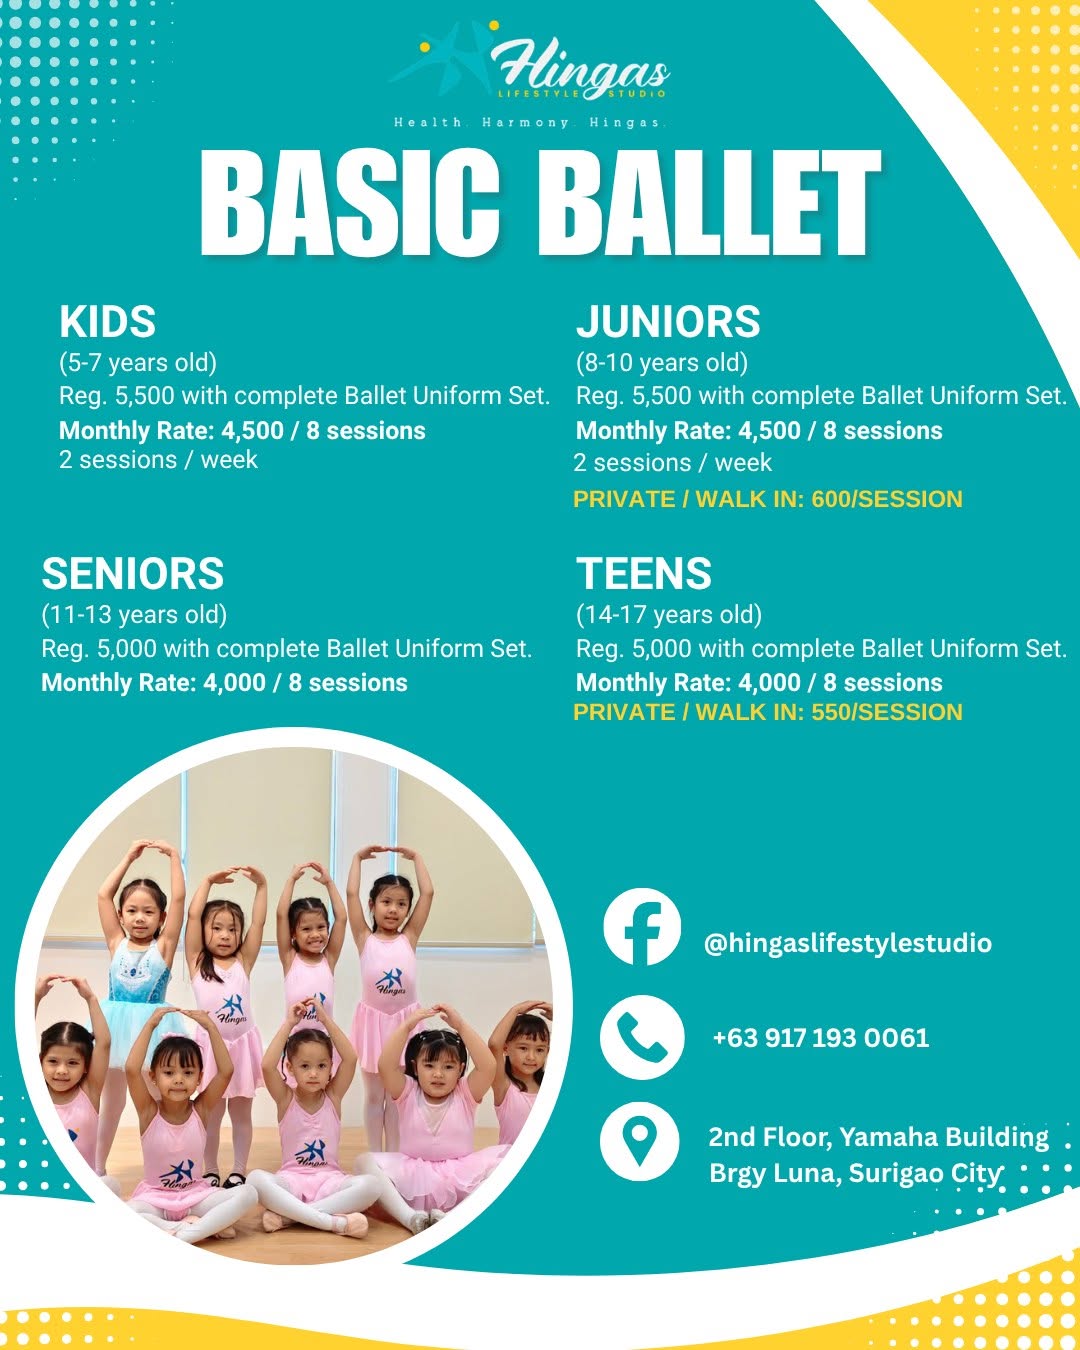 Hingas
LIFESTYLE STUDIO
Health. Harmony. Hingas.
BASIC BALLET
KIDS
(5-7 years old)
Reg. 5,500 with complete Ballet Uniform Set.
Monthly Rate: 4,500 / 8 sessions
2 sessions / week
JUNIORS
(8-10 years old)
Reg. 5,500 with complete Ballet Uniform Set.
Monthly Rate: 4,500 / 8 sessions
2 sessions / week
PRIVATE / WALK IN: 600/SESSION
SENIORS
(11-13 years old)
Reg. 5,000 with complete Ballet Uniform Set.
Monthly Rate: 4,000 / 8 sessions
TEENS
(14-17 years old)
Reg. 5,000 with complete Ballet Uniform Set.
Monthly Rate: 4,000 / 8 sessions
PRIVATE / WALK IN: 550/SESSION
Hingas
Hingas
Hingas
Hingas
Hingas
@hingaslifestylestudio
+63 917 193 0061
2nd Floor, Yamaha Building
Brgy Luna, Surigao City